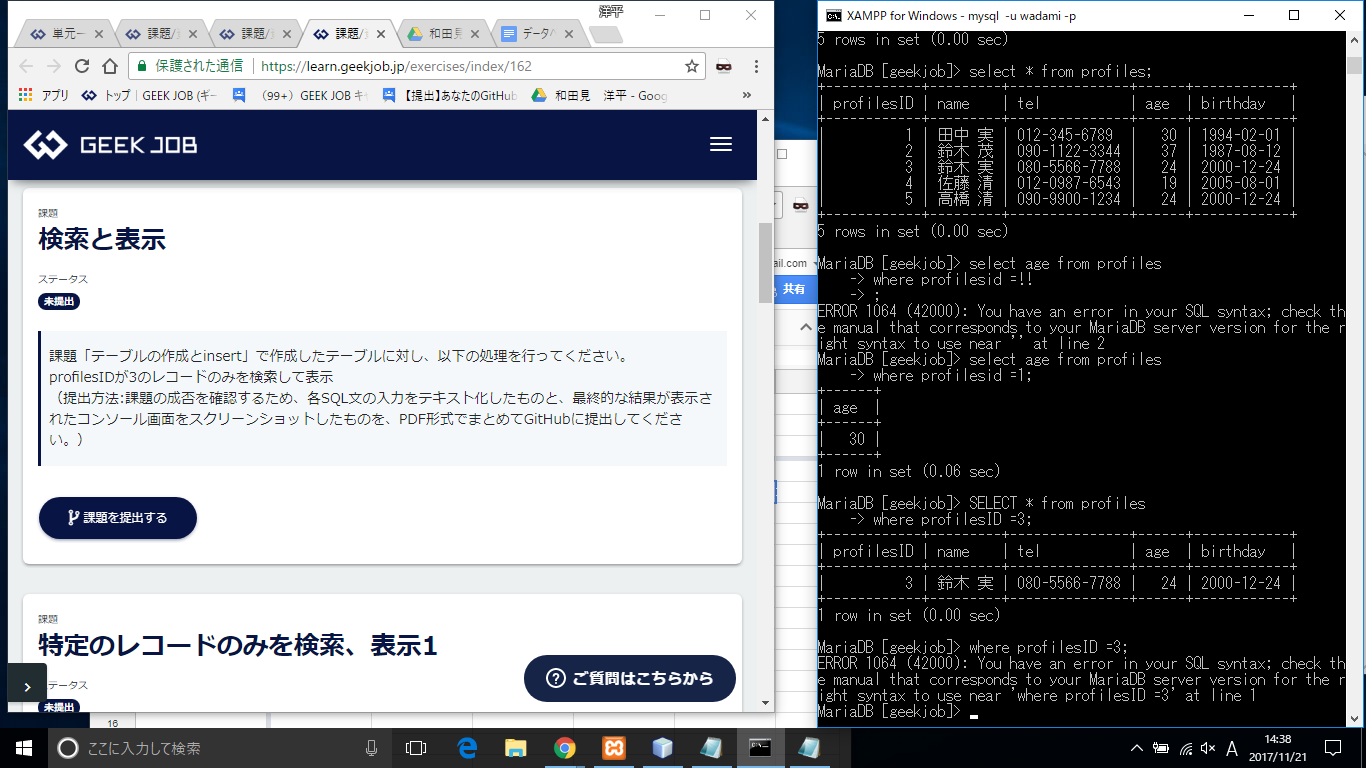 洋平
単元一
課題/
課題/
課題/
和田見
データ
保護された通信 https://learn.geekjob.jp/exercises/index/162
アプリ
トップ | GEEK JOB (ギー
(99+) GEEK JOB キャ
【提出】あなたのGitHub
和田見 洋平 - Goog
»
GEEK JOB
課題
検索と表示
ステータス
未提出
課題「テーブルの作成とinsert」で作成したテーブルに対し、以下の処理を行ってください。
profilesIDが3のレコードのみを検索して表示
（提出方法:課題の成否を確認するため、各SQL文の入力をテキスト化したものと、最終的な結果が表示さ
れたコンソール画面をスクリーンショットしたものを、PDF形式でまとめてGitHubに提出してくださ
い。）
課題を提出する
課題
特定のレコードのみを検索、表示1
ステータス
未提出
ご質問はこちらから
ail.com
共有
16
XAMPP for Windows - mysql -u wadami -p
5 rows in set (0.00 sec)
MariaDB [geekjob]> select * from profiles;
+------------+--------+---------------+------+------------+
| profilesID | name | tel | age | birthday |
+------------+--------+---------------+------+------------+
| 1 | 田中 実 | 012-345-6789 | 30 | 1994-02-01 |
| 2 | 鈴木 茂 | 090-1122-3344 | 37 | 1987-08-12 |
| 3 | 鈴木 実 | 080-5566-7788 | 24 | 2000-12-24 |
| 4 | 佐藤 清 | 012-0987-6543 | 19 | 2005-08-01 |
| 5 | 高橋 清 | 090-9900-1234 | 24 | 2000-12-24 |
+------------+--------+---------------+------+------------+
5 rows in set (0.00 sec)
MariaDB [geekjob]> select age from profiles
-> where profilesid =!!
-> ;
ERROR 1064 (42000): You have an error in your SQL syntax; check th
e manual that corresponds to your MariaDB server version for the r
ight syntax to use near '' at line 2
MariaDB [geekjob]> select age from profiles
-> where profilesid =1;
+------+
| age |
+------+
| 30 |
+------+
1 row in set (0.06 sec)
MariaDB [geekjob]> SELECT * from profiles
-> where profilesID =3;
+------------+--------+---------------+------+------------+
| profilesID | name | tel | age | birthday |
+------------+--------+---------------+------+------------+
| 3 | 鈴木 実 | 080-5566-7788 | 24 | 2000-12-24 |
+------------+--------+---------------+------+------------+
1 row in set (0.00 sec)
MariaDB [geekjob]> where profilesID =3;
ERROR 1064 (42000): You have an error in your SQL syntax; check th
e manual that corresponds to your MariaDB server version for the r
ight syntax to use near 'where profilesID =3' at line 1
MariaDB [geekjob]>
ここに入力して検索
A
14:38
2017/11/21